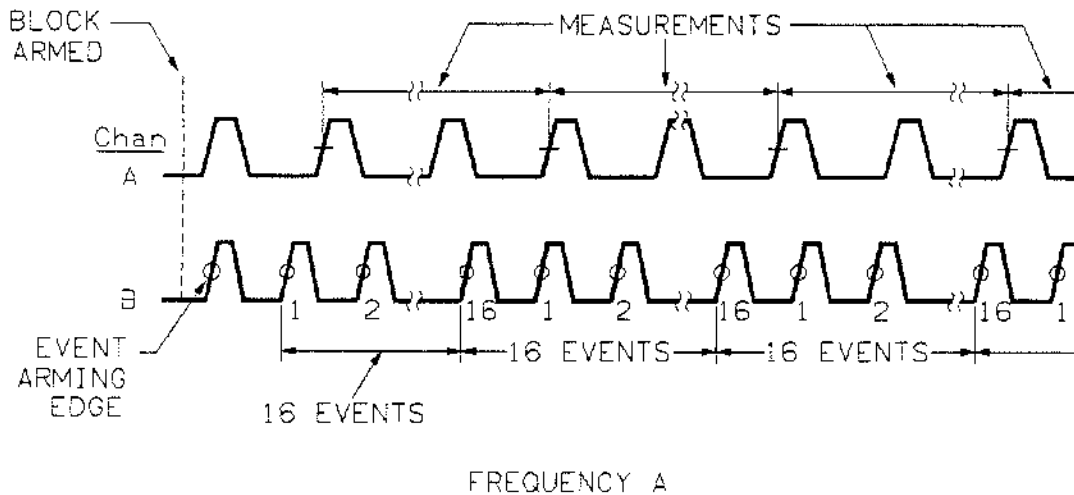 BLOCK
ARMED
MEASUREMENTS
Chan
A
B
1 2 16 1 2 16 1 2 16 1
EVENT
ARMING
EDGE
16 EVENTS
16 EVENTS
16 EVENTS
FREQUENCY A